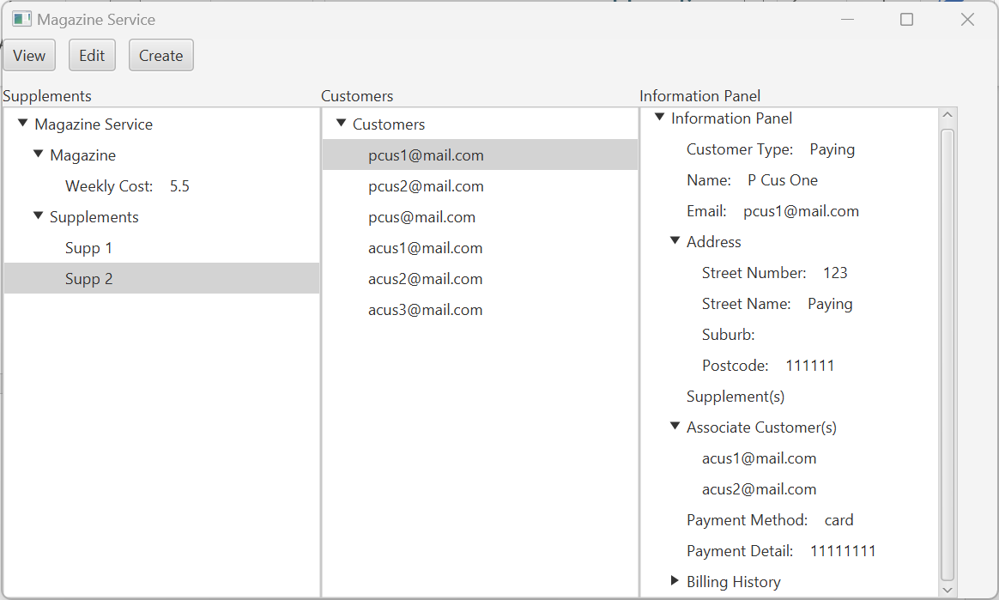 Magazine Service
View Edit Create
Supplements
Magazine Service
Magazine
Weekly Cost: 5.5
Supplements
Supp 1
Supp 2
Customers
Customers
pcus1@mail.com
pcus2@mail.com
pcus@mail.com
acus1@mail.com
acus2@mail.com
acus3@mail.com
Information Panel
Information Panel
Customer Type: Paying
Name: P Cus One
Email: pcus1@mail.com
Address
Street Number: 123
Street Name: Paying
Suburb:
Postcode: 111111
Supplement(s)
Associate Customer(s)
acus1@mail.com
acus2@mail.com
Payment Method: card
Payment Detail: 11111111
Billing History